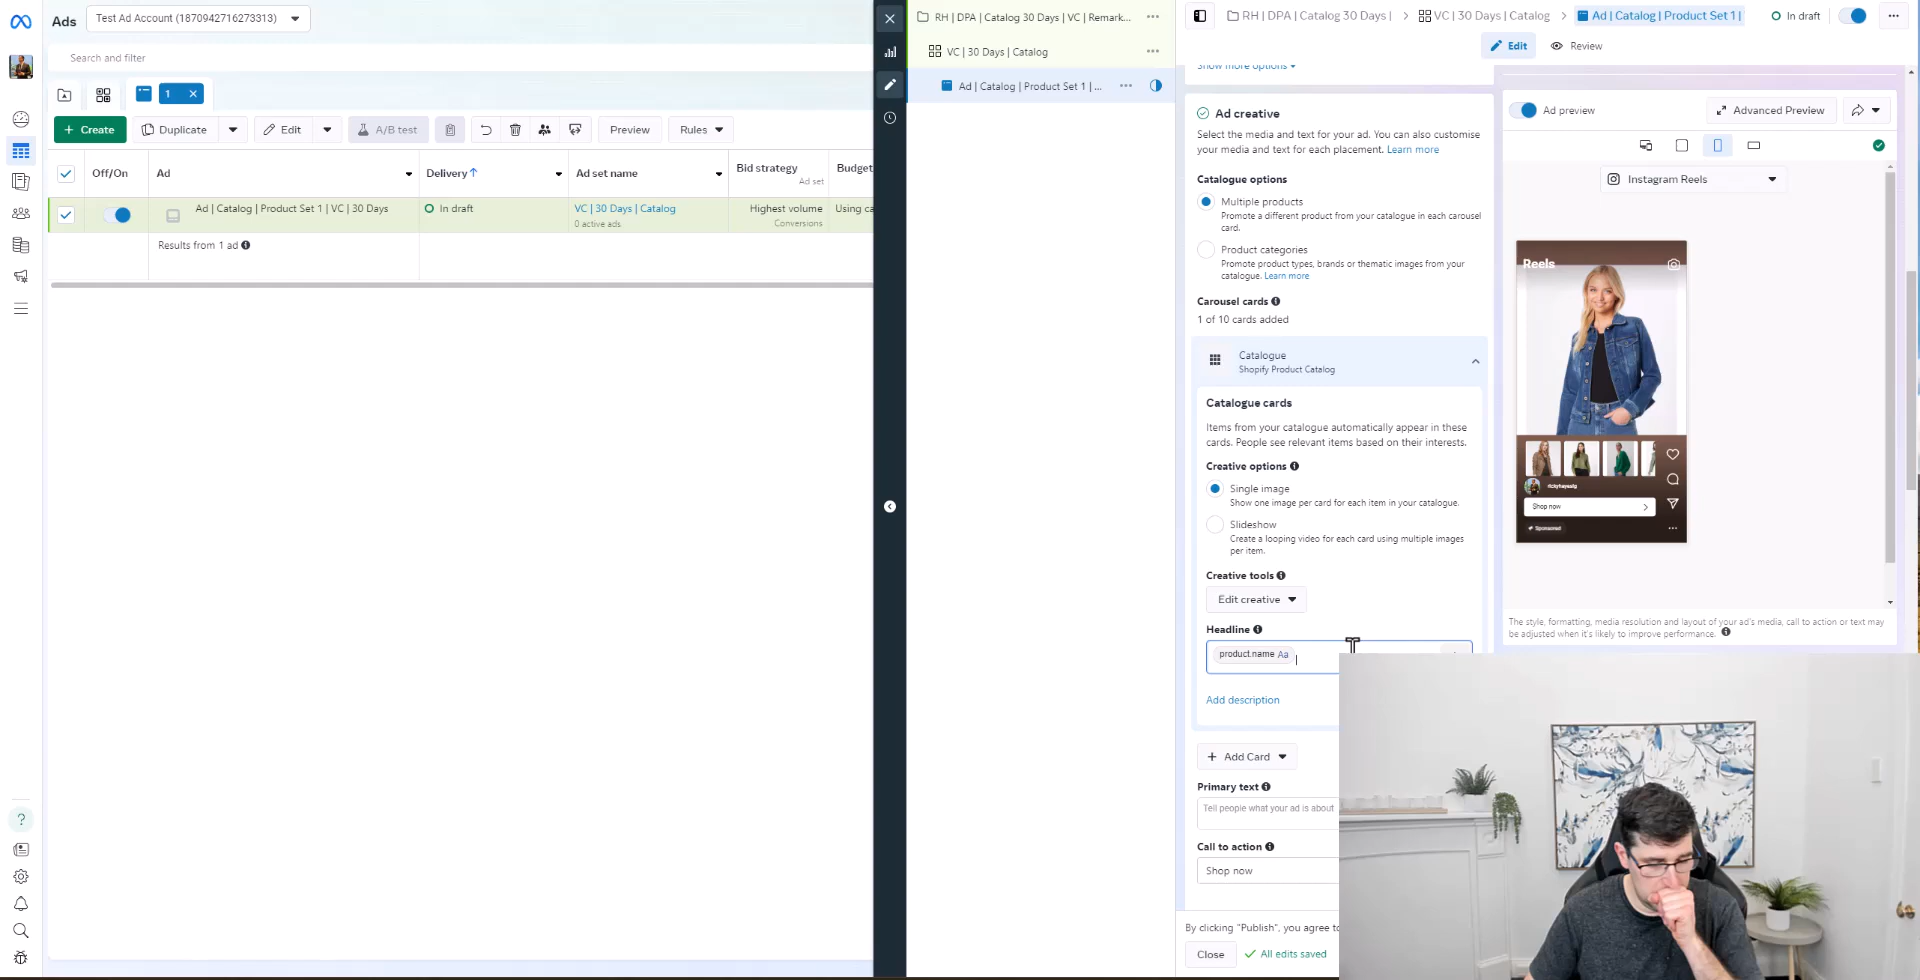 Ads
Test Ad Account (1870942716273313)
Search and filter
1
Create
Duplicate
Edit
A/B test
Preview
Rules
Off/On
Ad
Delivery
Ad set name
Bid strategy
Ad set
Budget
Ad | Catalog | Product Set 1 | VC | 30 Days
In draft
VC | 30 Days | Catalog
0 active ads
Highest volume
Conversions
Using ca
Results from 1 ad
RH | DPA | Catalog 30 Days | VC | Remark...
VC | 30 Days | Catalog
Ad | Catalog | Product Set 1 | ...
RH | DPA | Catalog 30 Days |
VC | 30 Days | Catalog
Ad | Catalog | Product Set 1 |
In draft
Edit
Review
Show more options
Ad creative
Select the media and text for your ad. You can also customise
your media and text for each placement. Learn more
Catalogue options
Multiple products
Promote a different product from your catalogue in each carousel
card.
Product categories
Promote product types, brands or thematic images from your
catalogue. Learn more
Carousel cards
1 of 10 cards added
Catalogue
Shopify Product Catalog
Catalogue cards
Items from your catalogue automatically appear in these
cards. People see relevant items based on their interests.
Creative options
Single image
Show one image per card for each item in your catalogue.
Slideshow
Create a looping video for each card using multiple images
per item.
Creative tools
Edit creative
Headline
product.name Aa
Add description
Add Card
Primary text
Tell people what your ad is about
Call to action
Shop now
By clicking "Publish", you agree to
Close
All edits saved
Ad preview
Advanced Preview
Instagram Reels
Reels
rickyhayesllg
Shop now
Sponsored
The style, formatting, media resolution and layout of your ad's media, call to action or text may
be adjusted when it's likely to improve performance.